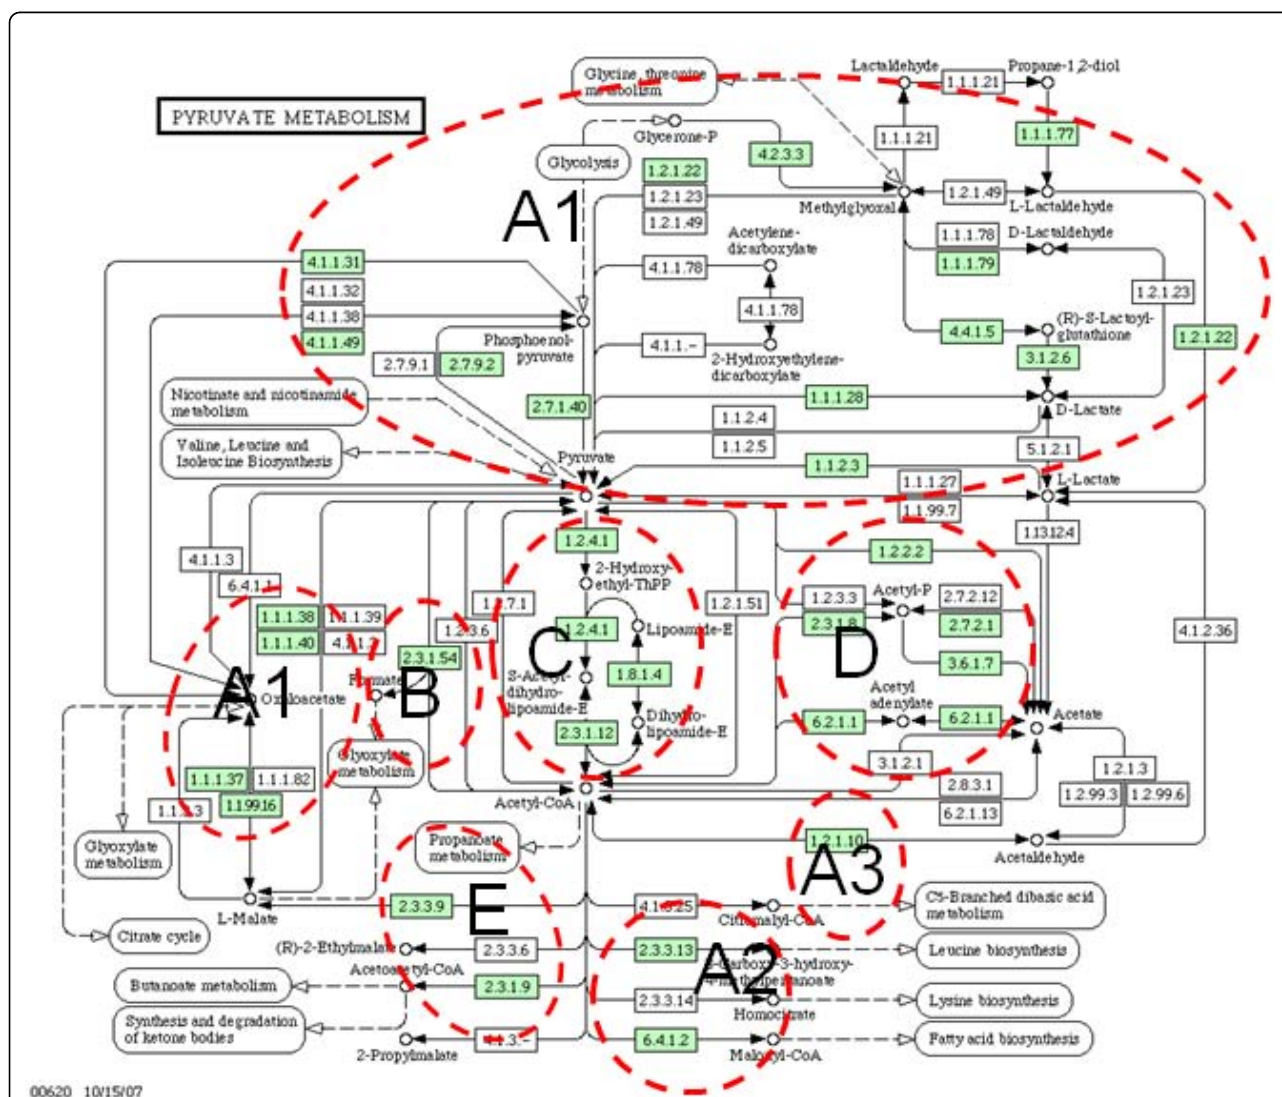 PYRUVATE METABOLISM
Glycine, threonine
metabolism
Lactaldehyde
1.1.1.21
Propane-1,2-diol
Glycerone-P
Glycolysis
4.2.3.3
1.1.1.21
1.1.1.77
A1
1.2.1.22
1.2.1.23
1.2.1.49
Methylglyoxal
1.2.1.49
L-Lactaldehyde
Acetylene-
dicarboxylate
1.1.1.78
1.1.1.79
D-Lactaldehyde
4.1.1.31
4.1.1.32
4.1.1.38
4.1.1.49
4.1.1.78
4.1.1.78
1.2.1.23
Phosphoenol-
pyruvate
4.1.1.-
2-Hydroxyethylene-
dicarboxylate
4.4.1.5
(R)-S-Lactoyl-
glutathione
1.2.1.22
3.1.2.6
2.7.9.1
2.7.9.2
Nicotinate and nicotinamide
metabolism
2.7.1.40
1.1.1.28
D-Lactate
1.1.2.4
1.1.2.5
Valine, Leucine and
Isoleucine Biosynthesis
Pyruvate
5.1.2.1
1.1.2.3
L-Lactate
1.1.1.27
1.1.99.7
1.13.12.4
4.1.1.3
6.4.1.1
1.2.4.1
2-Hydroxy-
ethyl-ThPP
1.2.2.2
1.1.1.38
1.1.1.39
1.1.1.40
1.2.3.6
2.3.1.54
1.2.4.1
Lipoamide-E
1.2.1.51
1.2.3.3
2.3.1.8
Acetyl-P
2.7.2.12
2.7.2.1
4.1.2.36
A1
B
C
D
Oxaloacetate
Formate
S-Acetyl-
dihydro-
lipoamide-E
1.8.1.4
3.6.1.7
Dihydro-
lipoamide-E
2.3.1.12
Acetyl
adenylate
6.2.1.1
6.2.1.1
Acetate
Glyoxylate
metabolism
1.1.1.37
1.1.1.82
1.1.99.16
3.1.2.1
1.2.1.3
1.2.99.3
1.2.99.6
Acetyl-CoA
2.8.3.1
6.2.1.13
Glyoxylate
metabolism
Propanoate
metabolism
1.2.1.10
Acetaldehyde
A3
L-Malate
2.3.3.9
E
Citramalyl-CoA
C5-Branched dibasic acid
metabolism
Citrate cycle
(R)-2-Ethylmalate
2.3.3.6
2.3.3.13
Leucine biosynthesis
A2
Butanoate metabolism
Acetoacetyl-CoA
2.3.1.9
2.3.3.14
Homocitrate
Lysine biosynthesis
Synthesis and degradation
of ketone bodies
2-Propylmalate
4.1.3.-
6.4.1.2
Malonyl-CoA
Fatty acid biosynthesis
00620 10/15/07